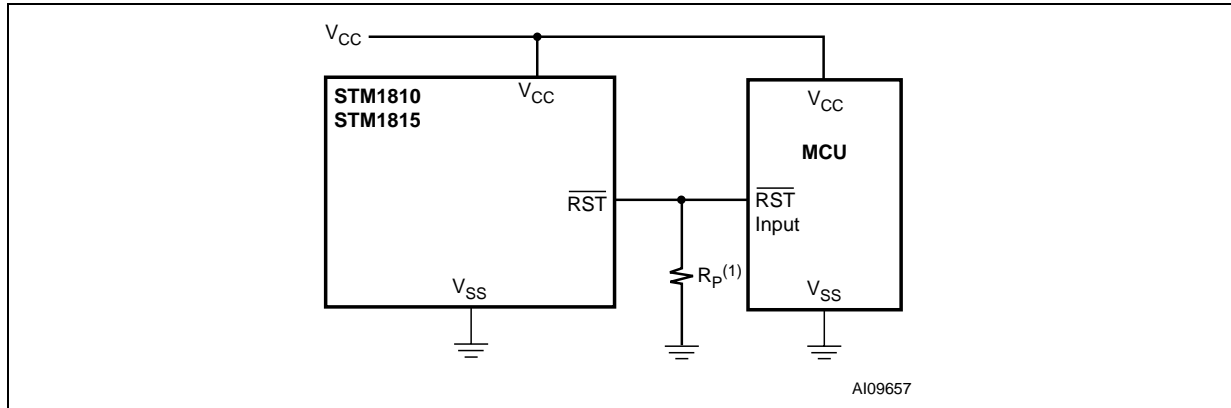 VCC
STM1810
STM1815
VCC
VCC
MCU
RST
RST
Input
RP(1)
VSS
VSS
AI09657